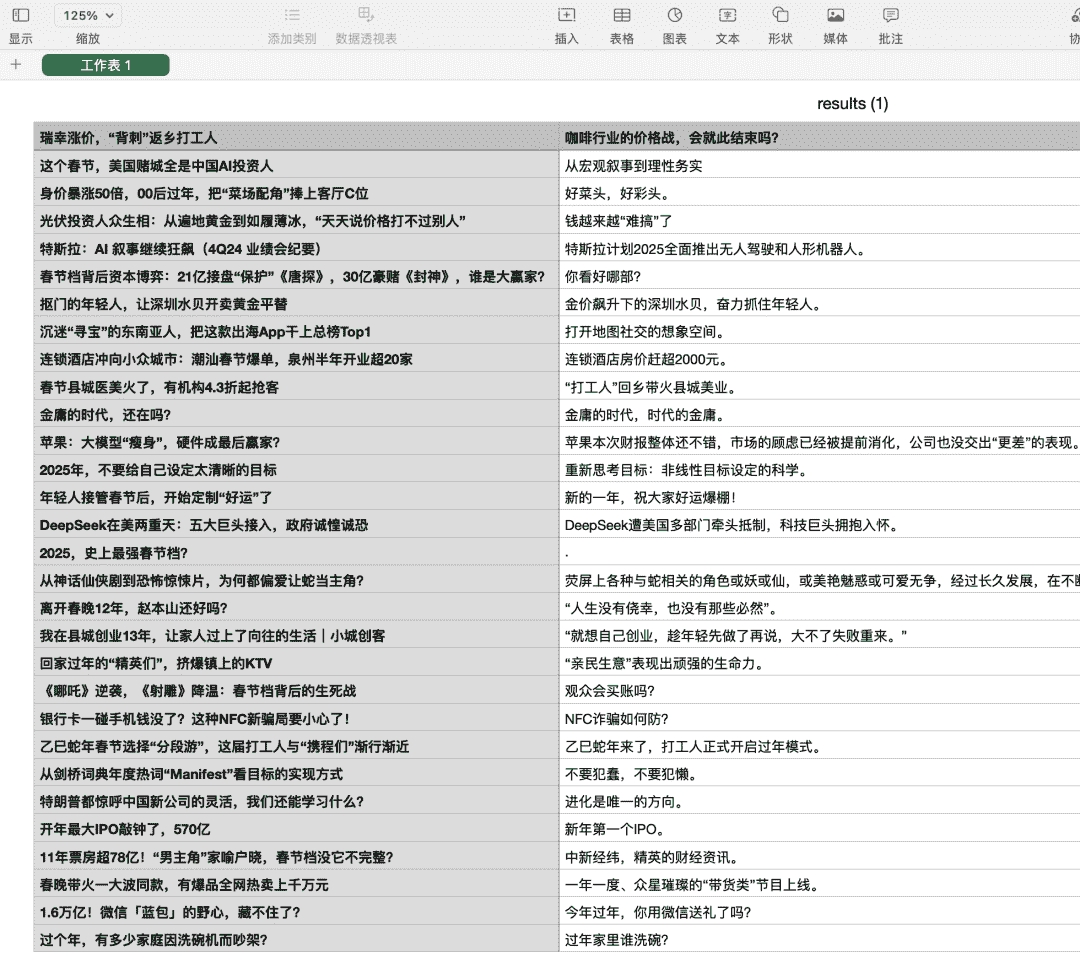 125%
显示
缩放
添加类别
数据透视表
插入
表格
图表
文本
形状
媒体
批注
协
工作表 1
results (1)
瑞幸涨价，“背刺”返乡打工人 咖啡行业的价格战，会就此结束吗？
这个春节，美国赌城全是中国AI投资人 从宏观叙事到理性务实
身价暴涨50倍，00后过年，把“菜场配角”捧上客厅C位 好菜头，好彩头。
光伏投资人众生相：从遍地黄金到如履薄冰，“天天说价格打不过别人” 钱越来越“难搞”了
特斯拉：AI 叙事继续狂飙（4Q24 业绩会纪要） 特斯拉计划2025全面推出无人驾驶和人形机器人。
春节档背后资本博弈：21亿接盘“保护”《唐探》，30亿豪赌《封神》，谁是大赢家？ 你看好哪部？
抠门的年轻人，让深圳水贝开卖黄金平替 金价飙升下的深圳水贝，奋力抓住年轻人。
沉迷“寻宝”的东南亚人，把这款出海App干上总榜Top1 打开地图社交的想象空间。
连锁酒店冲向小众城市：潮汕春节爆单，泉州半年开业超20家 连锁酒店房价赶超2000元。
春节县城医美火了，有机构4.3折起抢客 “打工人”回乡带火县城美业。
金庸的时代，还在吗？ 金庸的时代，时代的金庸。
苹果：大模型“瘦身”，硬件成最后赢家？ 苹果本次财报整体还不错，市场的顾虑已经被提前消化，公司也没交出“更差”的表现。
2025年，不要给自己设定太清晰的目标 重新思考目标：非线性目标设定的科学。
年轻人接管春节后，开始定制“好运”了 新的一年，祝大家好运爆棚！
DeepSeek在美两重天：五大巨头接入，政府诚惶诚恐 DeepSeek遭美国多部门牵头抵制，科技巨头拥抱入怀。
2025，史上最强春节档？ .
从神话仙侠剧到恐怖惊悚片，为何都偏爱让蛇当主角？ 荧屏上各种与蛇相关的角色或妖或仙，或美艳魅惑或可爱无争，经过长久发展，在不断
离开春晚12年，赵本山还好吗？ “人生没有侥幸，也没有那些必然”。
我在县城创业13年，让家人过上了向往的生活｜小城创客 “就想自己创业，趁年轻先做了再说，大不了失败重来。”
回家过年的“精英们”，挤爆镇上的KTV “亲民生意”表现出顽强的生命力。
《哪吒》逆袭，《射雕》降温：春节档背后的生死战 观众会买账吗？
银行卡一碰手机钱没了？这种NFC新骗局要小心了！ NFC诈骗如何防？
乙巳蛇年春节选择“分段游”，这届打工人与“携程们”渐行渐近 乙巳蛇年来了，打工人正式开启过年模式。
从剑桥词典年度热词“Manifest”看目标的实现方式 不要犯蠢，不要犯懒。
特朗普都惊呼中国新公司的灵活，我们还能学习什么？ 进化是唯一的方向。
开年最大IPO敲钟了，570亿 新年第一个IPO。
11年票房超78亿！“男主角”家喻户晓，春节档没它不完整？ 中新经纬，精英的财经资讯。
春晚带火一大波同款，有爆品全网热卖上千万元 一年一度、众星璀璨的“带货类”节目上线。
1.6万亿！微信「蓝包」的野心，藏不住了？ 今年过年，你用微信送礼了吗？
过个年，有多少家庭因洗碗机而吵架？ 过年家里谁洗碗？